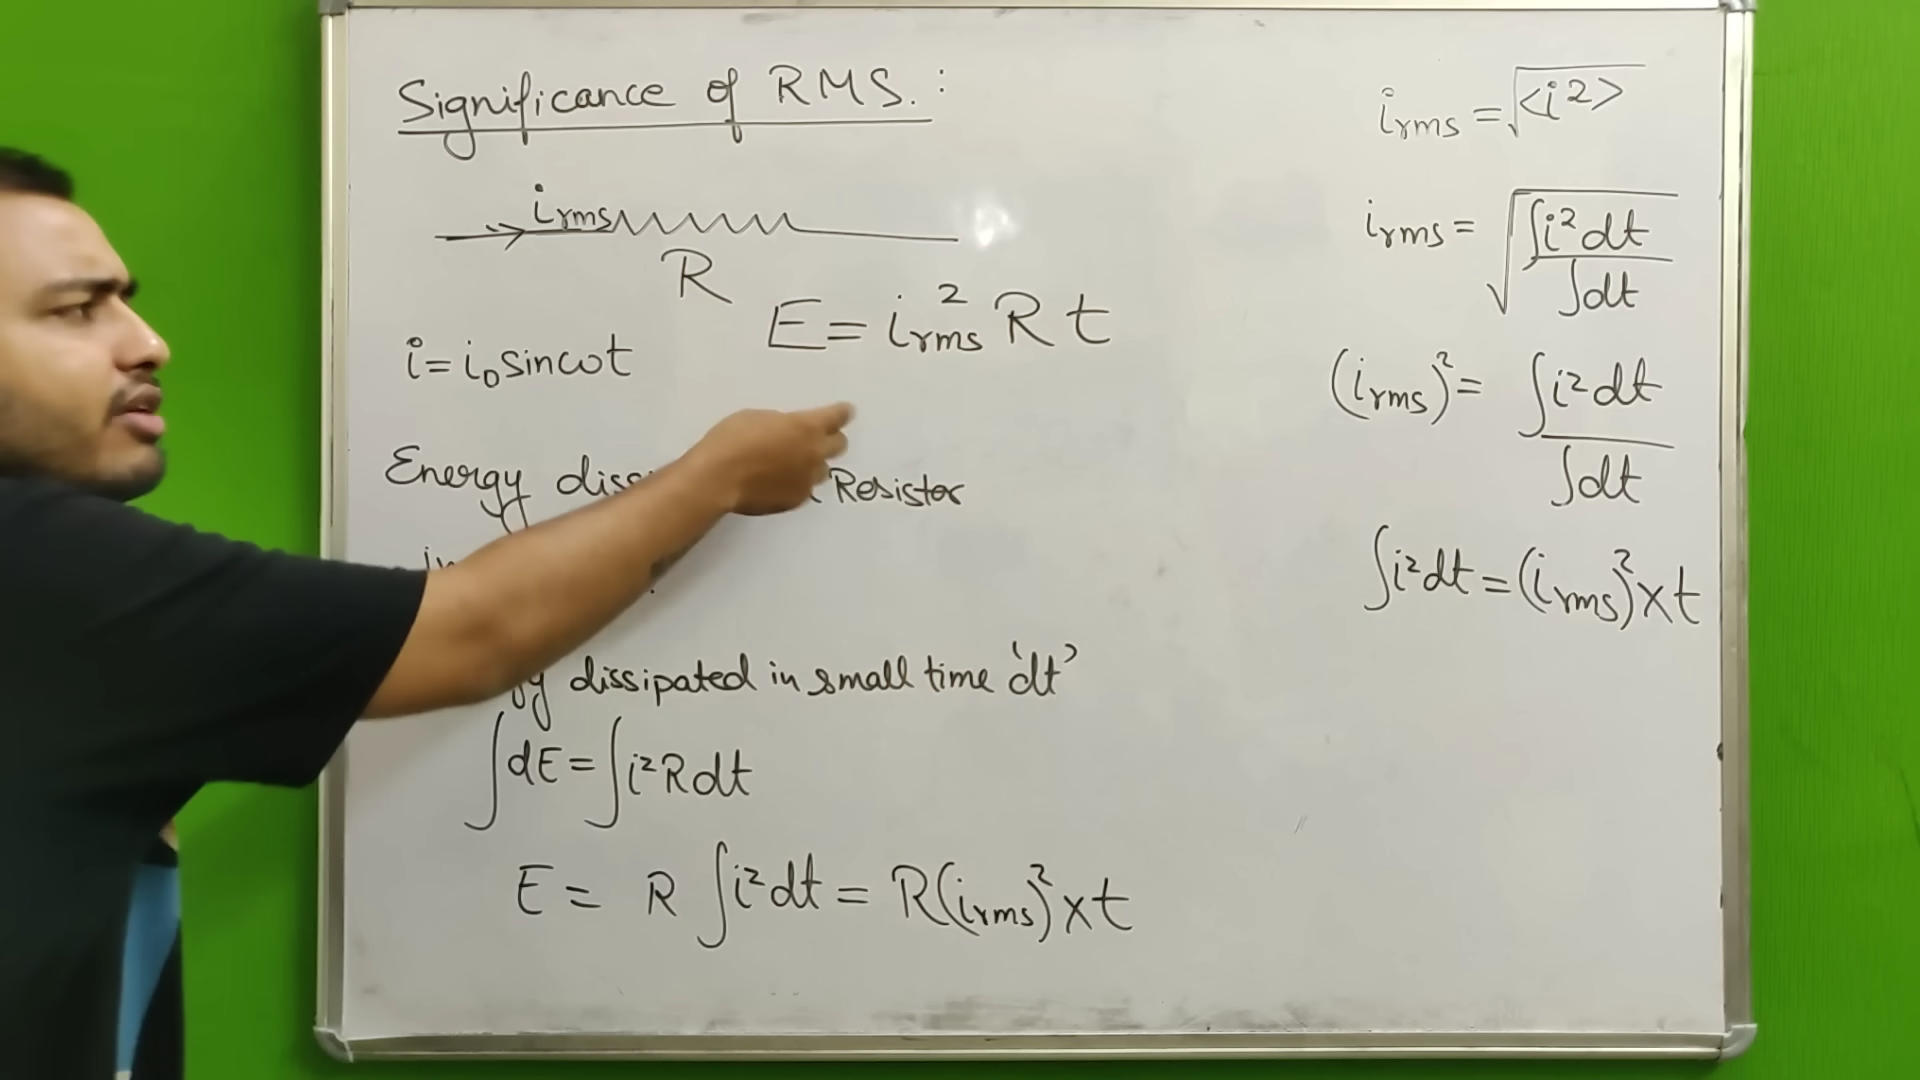 Significance of RMS. :
irms
R
E = irms² R t
i = i₀ sinωt
Energy Resistor
dissipated in small time 'dt'
∫dE = ∫i²Rdt
E = R ∫i²dt = R(irms)² x t
irms = √<i²>
irms = √(∫i²dt / ∫dt)
(irms)² = ∫i²dt / ∫dt
∫i²dt = (irms)² x t